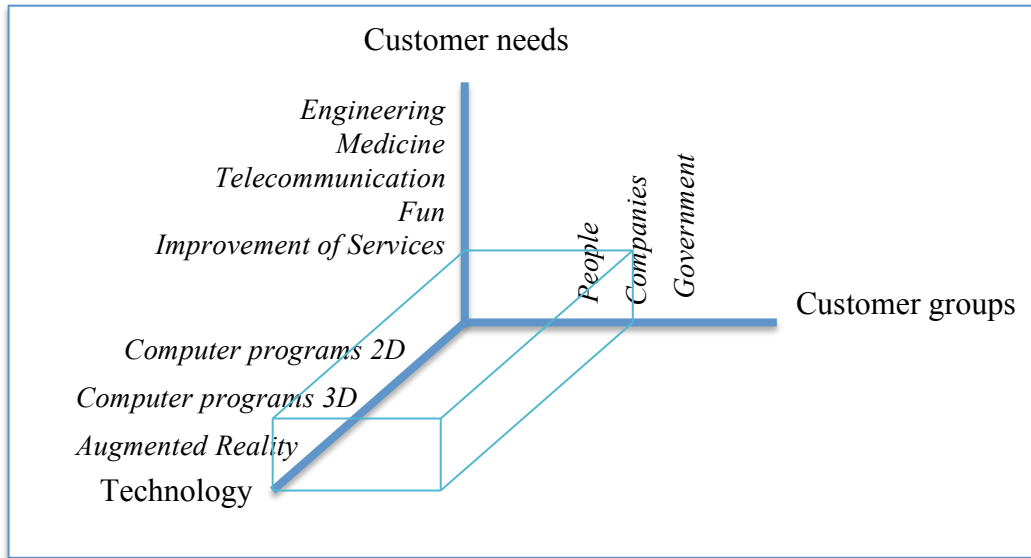 Customer needs
Engineering
Medicine
Telecommunication
Fun
Improvement of Services
People
Companies
Government
Customer groups
Computer programs 2D
Computer programs 3D
Augmented Reality
Technology